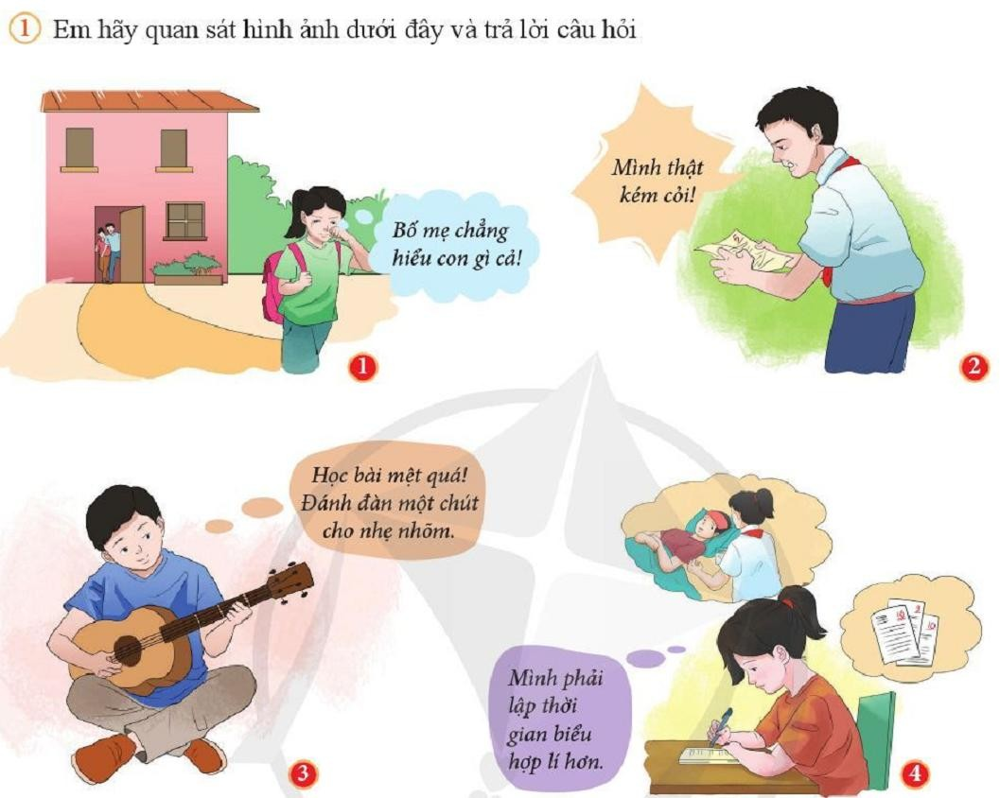 1 Em hãy quan sát hình ảnh dưới đây và trả lời câu hỏi
Bố mẹ chẳng
hiểu con gì cả!
1
Mình thật
kém cỏi!
2
Học bài mệt quá!
Đánh đàn một chút
cho nhẹ nhõm.
3
Mình phải
lập thời
gian biểu
hợp lí hơn.
10
10
4